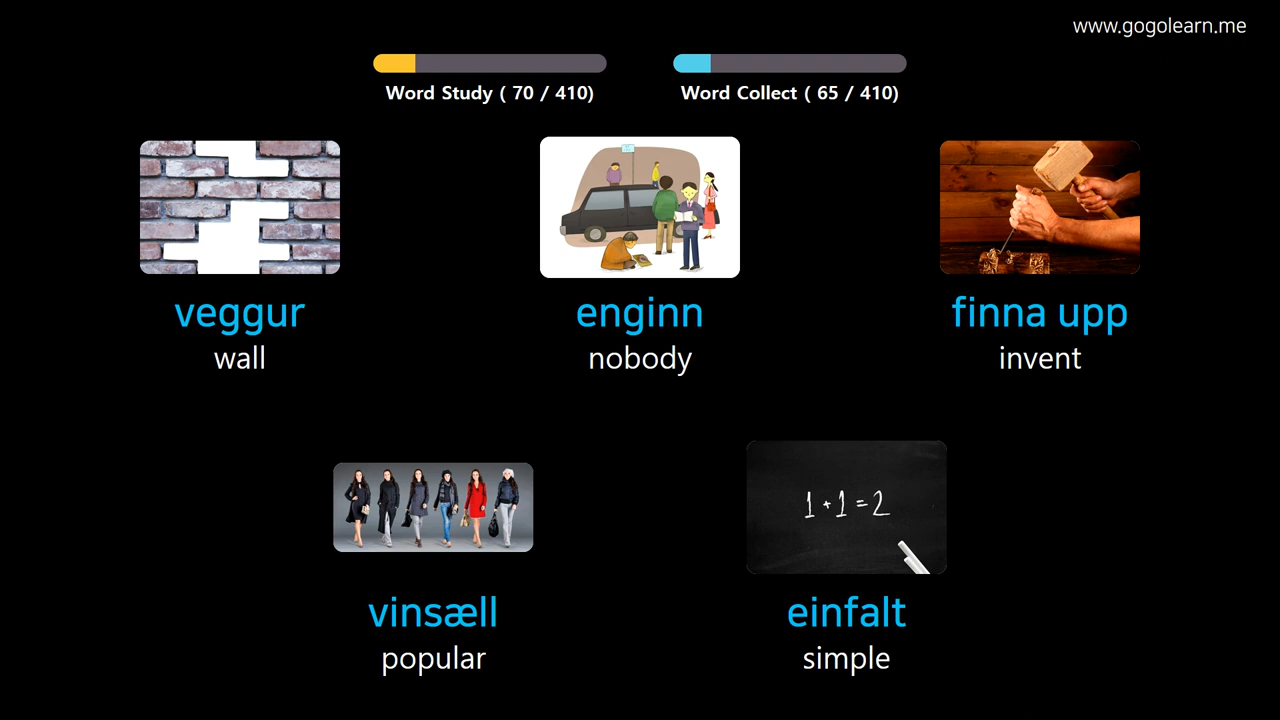 www.gogolearn.me
Word Study ( 70 / 410)
Word Collect ( 65 / 410)
veggur
wall
enginn
nobody
finna upp
invent
vinsæll
popular
1+1=2
einfalt
simple